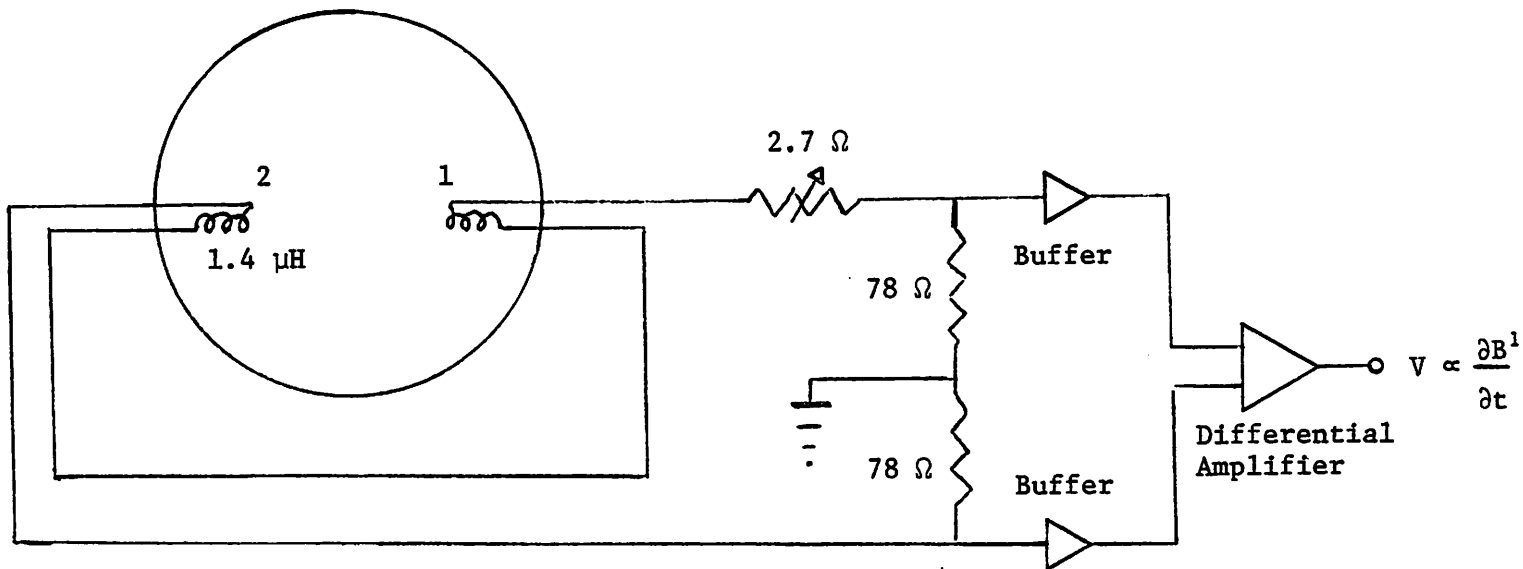 2.7 Ω
2
1
1.4 μH
Buffer
78 Ω
V ∝ ∂B¹
∂t
Differential
Amplifier
78 Ω
Buffer